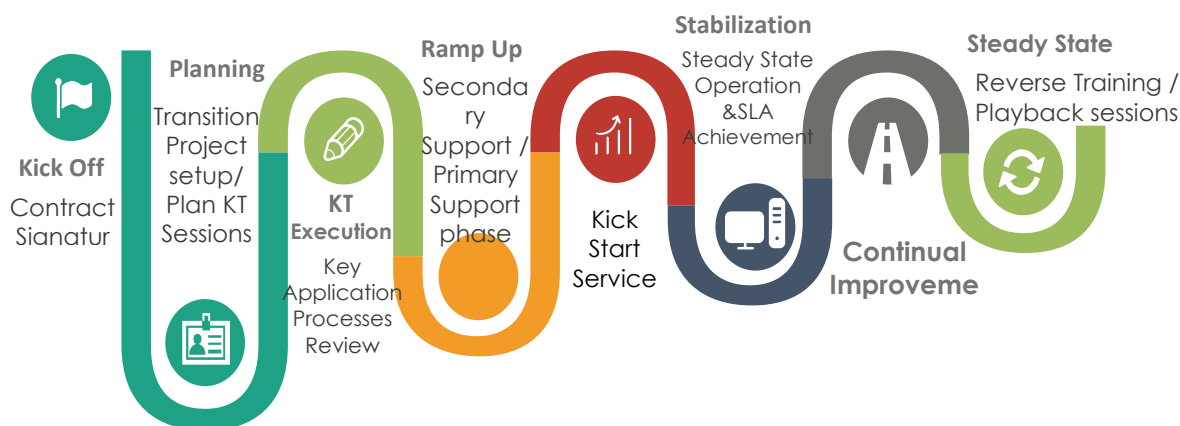 Kick Off
Contract
Sianatur
Planning
Transition
Project
setup/
Plan KT
Sessions
KT
Execution
Key
Application
Processes
Review
Ramp Up
Seconda
ry
Support /
Primary
Support
phase
Kick
Start
Service
Stabilization
Steady State
Operation
&SLA
Achievement
Continual
Improveme
Steady State
Reverse Training /
Playback sessions